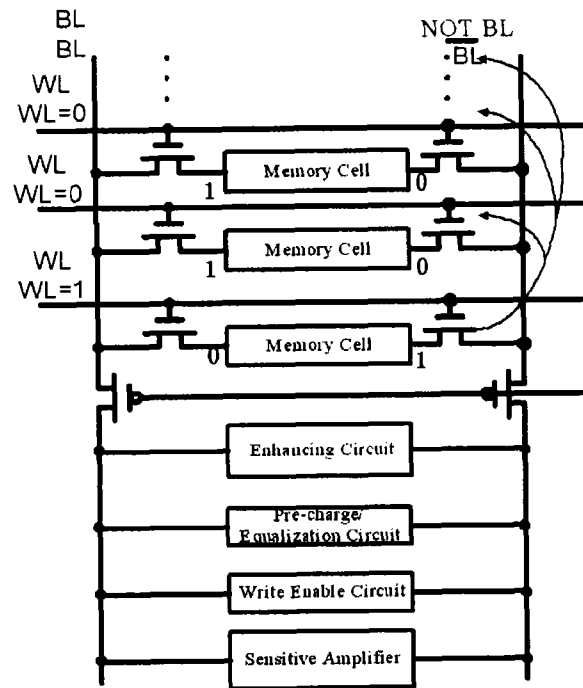 BL
BL
NOT BL
BL
WL
WL=0
Memory Cell
1
0
WL
WL=0
Memory Cell
1
0
WL
WL=1
Memory Cell
0
1
Enhancing Circuit
Pre-charge/
Equalization Circuit
Write Enable Circuit
Sensitive Amplifier